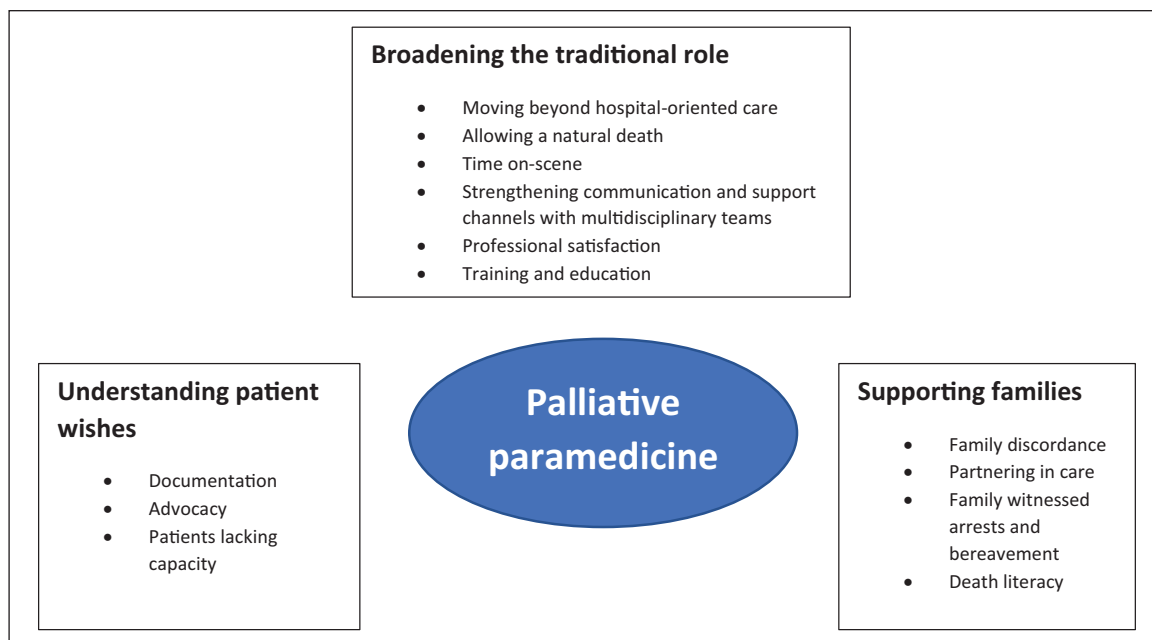 Broadening the traditional role
• Moving beyond hospital-oriented care
• Allowing a natural death
• Time on-scene
• Strengthening communication and support
channels with multidisciplinary teams
• Professional satisfaction
• Training and education
Understanding patient
wishes
• Documentation
• Advocacy
• Patients lacking
capacity
Palliative
paramedicine
Supporting families
• Family discordance
• Partnering in care
• Family witnessed
arrests and
bereavement
• Death literacy